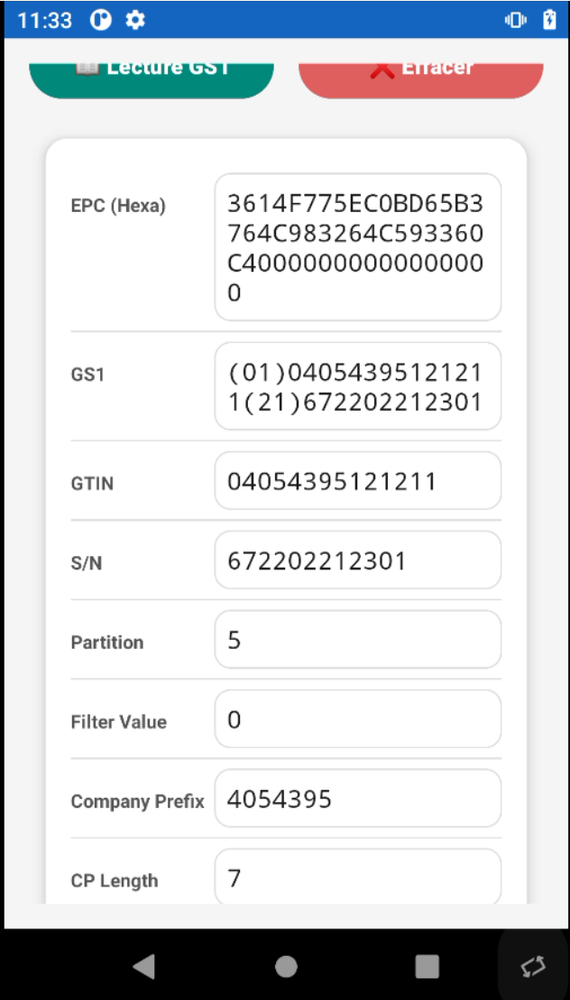 11:33
Lecture GS1
Effacer
EPC (Hexa)
3614F775EC0BD65B3
764C983264C593360
C4000000000000000
0
GS1
(01)0405439512121
1(21)672202212301
GTIN
04054395121211
S/N
672202212301
Partition
5
Filter Value
0
Company Prefix
4054395
CP Length
7